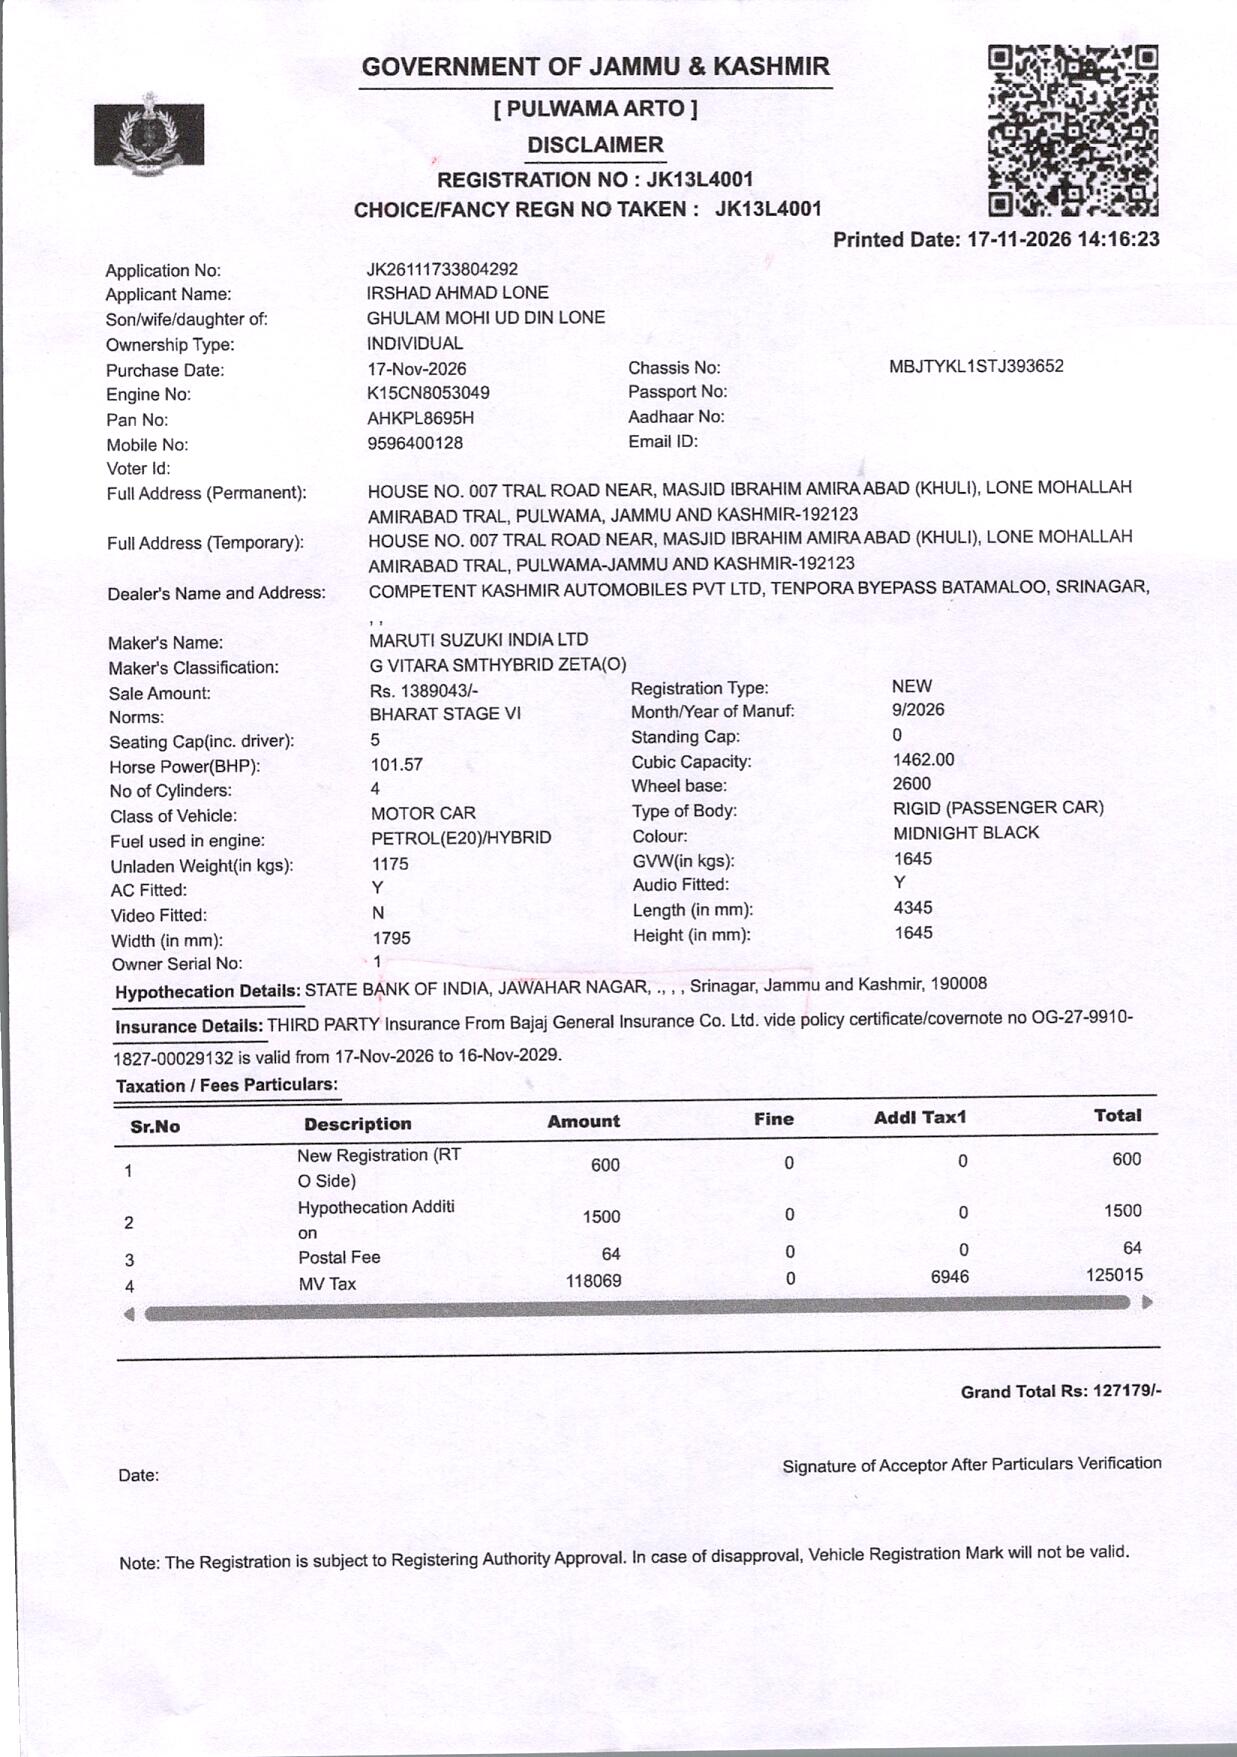 GOVERNMENT OF JAMMU & KASHMIR
[ PULWAMA ARTO ]
DISCLAIMER
REGISTRATION NO : JK13L4001
CHOICE/FANCY REGN NO TAKEN : JK13L4001
Printed Date: 17-11-2026 14:16:23
Application No: JK26111733804292
Applicant Name: IRSHAD AHMAD LONE
Son/wife/daughter of: GHULAM MOHI UD DIN LONE
Ownership Type: INDIVIDUAL
Purchase Date: 17-Nov-2026 Chassis No: MBJTYKL1STJ393652
Engine No: K15CN8053049 Passport No:
Pan No: AHKPL8695H Aadhaar No:
Mobile No: 9596400128 Email ID:
Voter Id:
Full Address (Permanent): HOUSE NO. 007 TRAL ROAD NEAR, MASJID IBRAHIM AMIRA ABAD (KHULI), LONE MOHALLAH
AMIRABAD TRAL, PULWAMA, JAMMU AND KASHMIR-192123
Full Address (Temporary): HOUSE NO. 007 TRAL ROAD NEAR, MASJID IBRAHIM AMIRA ABAD (KHULI), LONE MOHALLAH
AMIRABAD TRAL, PULWAMA-JAMMU AND KASHMIR-192123
Dealer's Name and Address: COMPETENT KASHMIR AUTOMOBILES PVT LTD, TENPORA BYEPASS BATAMALOO, SRINAGAR,
, ,
Maker's Name: MARUTI SUZUKI INDIA LTD
Maker's Classification: G VITARA SMTHYBRID ZETA(O)
Sale Amount: Rs. 1389043/- Registration Type: NEW
Norms: BHARAT STAGE VI Month/Year of Manuf: 9/2026
Seating Cap(inc. driver): 5 Standing Cap: 0
Horse Power(BHP): 101.57 Cubic Capacity: 1462.00
No of Cylinders: 4 Wheel base: 2600
Class of Vehicle: MOTOR CAR Type of Body: RIGID (PASSENGER CAR)
Fuel used in engine: PETROL(E20)/HYBRID Colour: MIDNIGHT BLACK
Unladen Weight(in kgs): 1175 GVW(in kgs): 1645
AC Fitted: Y Audio Fitted: Y
Video Fitted: N Length (in mm): 4345
Width (in mm): 1795 Height (in mm): 1645
Owner Serial No: 1
Hypothecation Details: STATE BANK OF INDIA, JAWAHAR NAGAR, ., , , Srinagar, Jammu and Kashmir, 190008
Insurance Details: THIRD PARTY Insurance From Bajaj General Insurance Co. Ltd. vide policy certificate/covernote no OG-27-9910-
1827-00029132 is valid from 17-Nov-2026 to 16-Nov-2029.
Taxation / Fees Particulars:
Sr.No Description Amount Fine Addl Tax1 Total
1 New Registration (RT
O Side) 600 0 0 600
2 Hypothecation Additi
on 1500 0 0 1500
3 Postal Fee 64 0 0 64
4 MV Tax 118069 0 6946 125015
Grand Total Rs: 127179/-
Date: Signature of Acceptor After Particulars Verification
Note: The Registration is subject to Registering Authority Approval. In case of disapproval, Vehicle Registration Mark will not be valid.